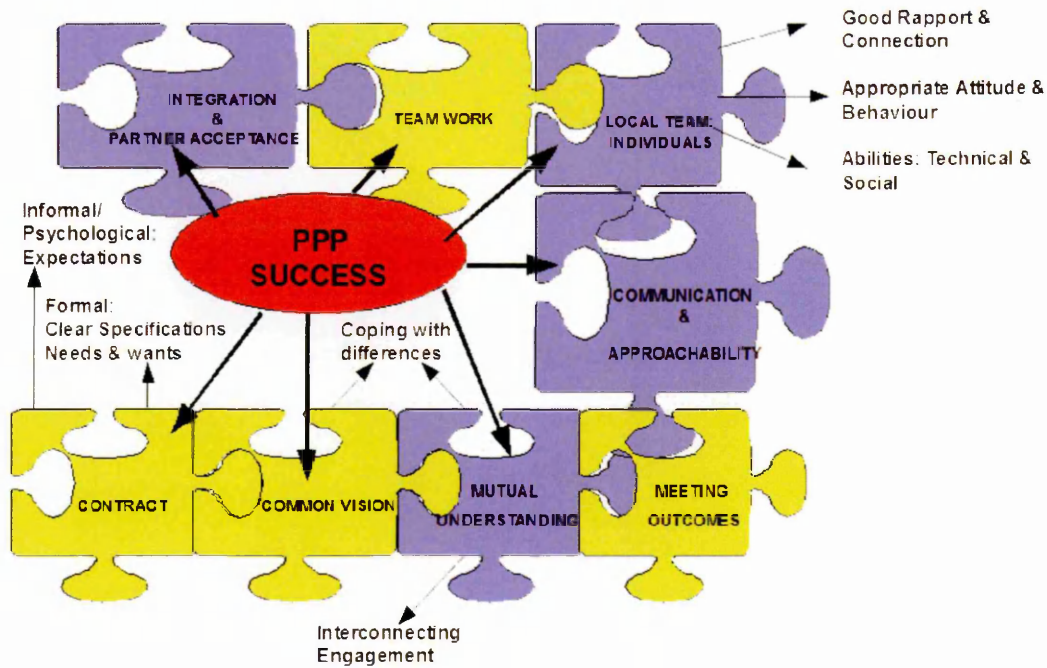 Good Rapport &
Connection
INTEGRATION
&
PARTNER ACCEPTANCE
TEAM WORK
LOCAL TEAM:
INDIVIDUALS
Appropriate Attitude &
Behaviour
Abilities: Technical &
Social
Informal/
Psychological:
Expectations
PPP
SUCCESS
Formal:
Clear Specifications
Needs & wants
Coping with
differences
COMMUNICATION
&
APPROACHABILITY
CONTRACT
COMMON VISION
MUTUAL
UNDERSTANDING
MEETING
OUTCOMES
Interconnecting
Engagement